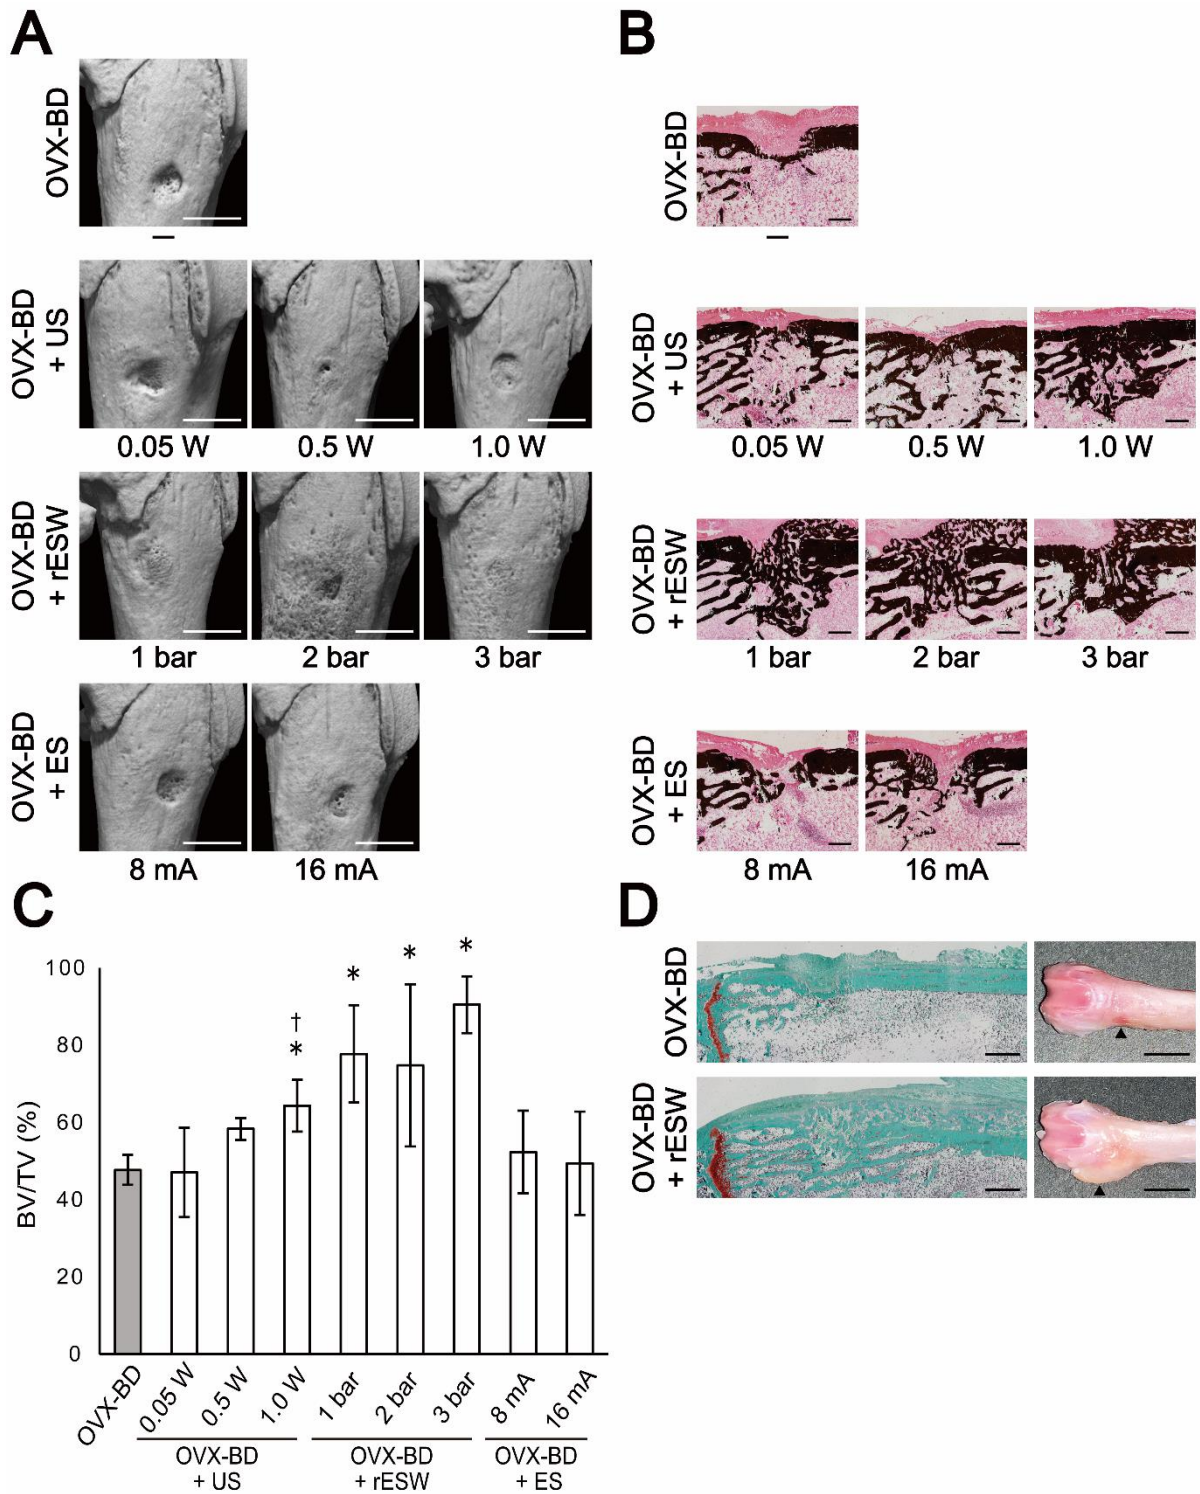 A
OVX-BD
–
OVX-BD
+ US
0.05 W
0.5 W
1.0 W
OVX-BD
+ rESW
1 bar
2 bar
3 bar
OVX-BD
+ ES
8 mA
16 mA
B
OVX-BD
–
OVX-BD
+ US
0.05 W
0.5 W
1.0 W
OVX-BD
+ rESW
1 bar
2 bar
3 bar
OVX-BD
+ ES
8 mA
16 mA
C
BV/TV (%)
100
80
60
40
20
0
†
*
*
*
*
OVX-BD
0.05 W
0.5 W
1.0 W
1 bar
2 bar
3 bar
8 mA
16 mA
OVX-BD
+ US
OVX-BD
+ rESW
OVX-BD
+ ES
D
OVX-BD
OVX-BD
+ rESW